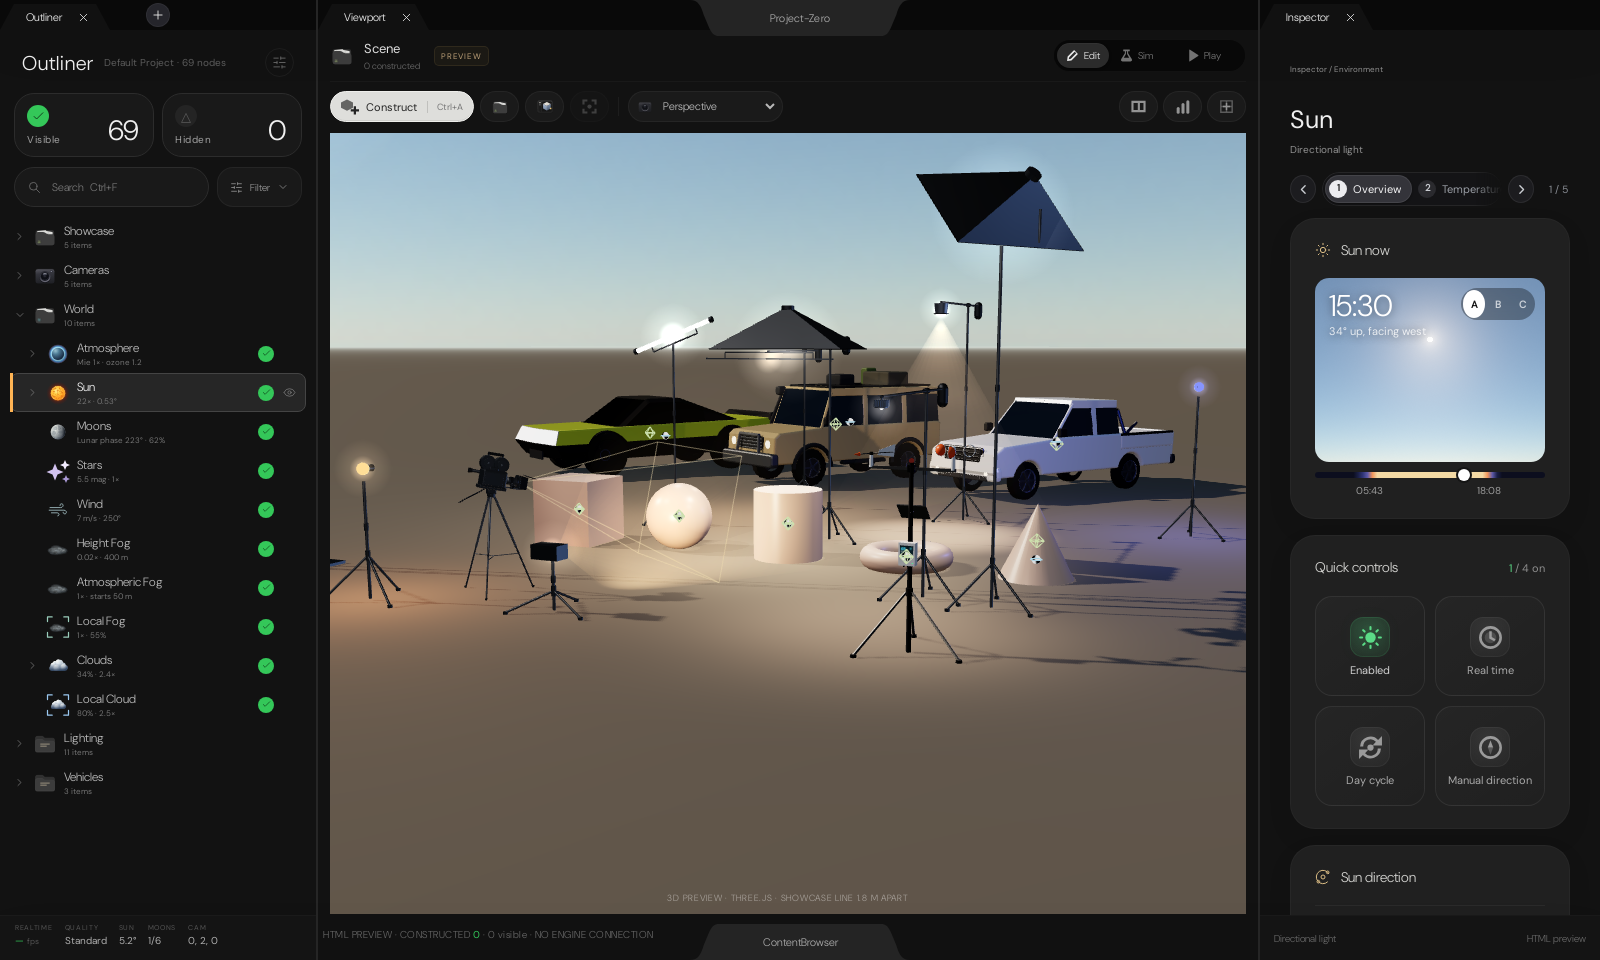 Outliner
Viewport
Project-Zero
Inspector
Outliner
Default Project · 69 nodes
Visible
69
Hidden
0
Search Ctrl+F
Filter
Showcase
5 items
Cameras
5 items
World
10 items
Atmosphere
Mie 1× · ozone 1.2
Sun
22× · 0.53°
Moons
Lunar phase 223° · 62%
Stars
5.5 mag · 1×
Wind
7 m/s · 250°
Height Fog
0.02× · 400 m
Atmospheric Fog
1× · starts 50 m
Local Fog
1× · 55%
Clouds
34% · 2.4×
Local Cloud
80% · 2.5×
Lighting
11 items
Vehicles
3 items
REALTIME QUALITY SUN MOONS CAM
— fps Standard 5.2° 1/6 0, 2, 0
Scene
0 constructed
PREVIEW
Edit
Sim
Play
Construct Ctrl+A
Perspective
3D PREVIEW · THREE.JS · SHOWCASE LINE 1.8 M APART
HTML PREVIEW · CONSTRUCTED 0 · 0 visible · NO ENGINE CONNECTION
ContentBrowser
Inspector / Environment
Sun
Directional light
1 Overview
2 Temperatu
1 / 5
Sun now
15:30
34° up, facing west
A B C
05:43
18:08
Quick controls
1 / 4 on
Enabled
Real time
Day cycle
Manual direction
Sun direction
Directional light
HTML preview